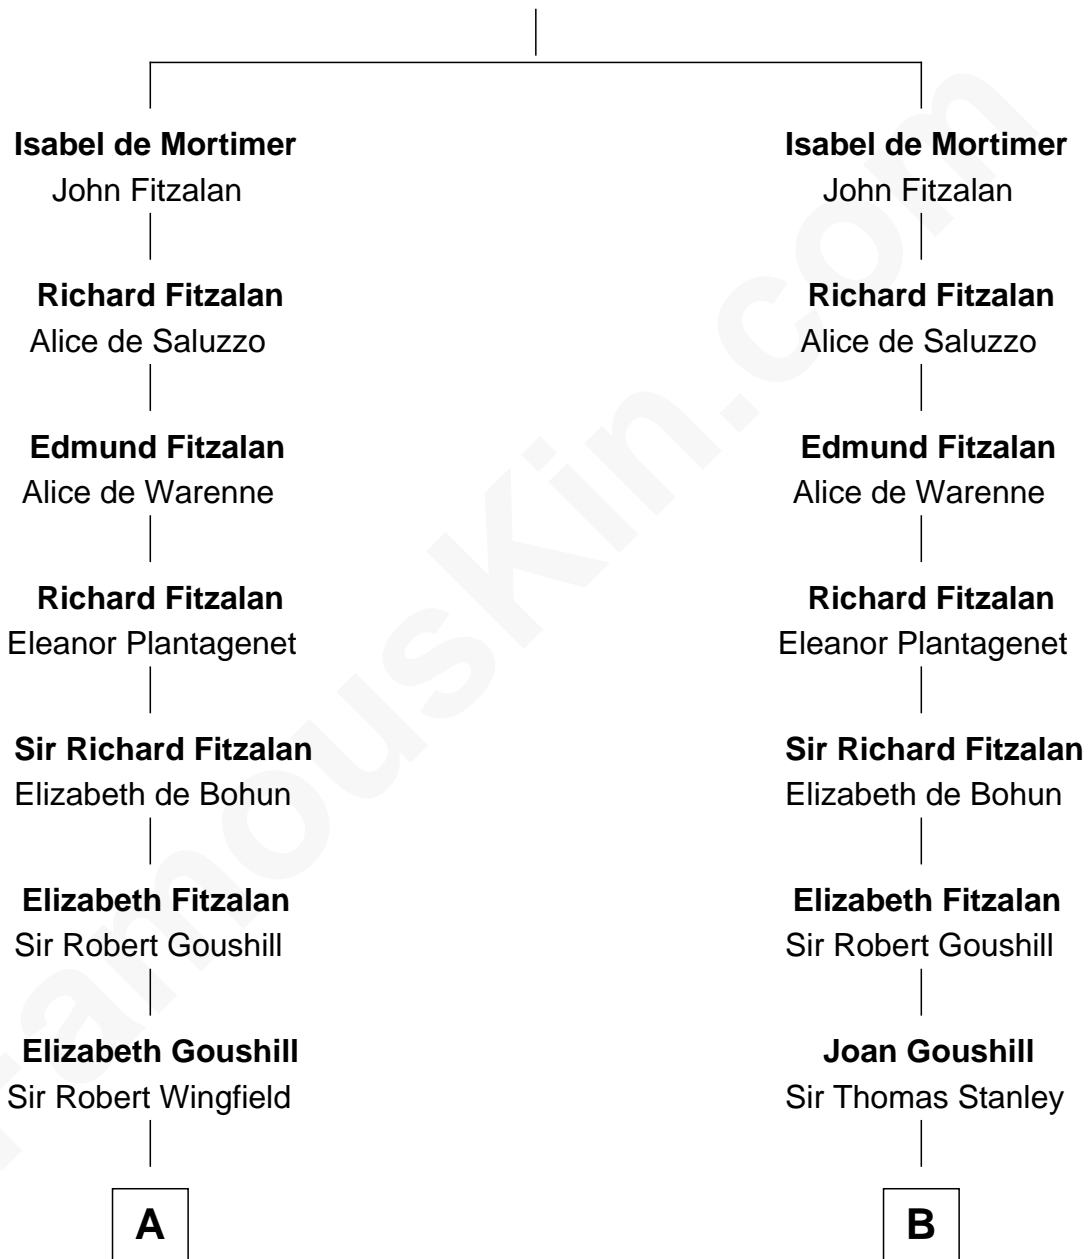 Isabel de Mortimer
John Fitzalan
Richard Fitzalan
Alice de Saluzzo
Edmund Fitzalan
Alice de Warenne
Richard Fitzalan
Eleanor Plantagenet
Sir Richard Fitzalan
Elizabeth de Bohun
Elizabeth Fitzalan
Sir Robert Goushill
Elizabeth Goushill
Sir Robert Wingfield
A
Isabel de Mortimer
John Fitzalan
Richard Fitzalan
Alice de Saluzzo
Edmund Fitzalan
Alice de Warenne
Richard Fitzalan
Eleanor Plantagenet
Sir Richard Fitzalan
Elizabeth de Bohun
Elizabeth Fitzalan
Sir Robert Goushill
Joan Goushill
Sir Thomas Stanley
B
FamousKin.com